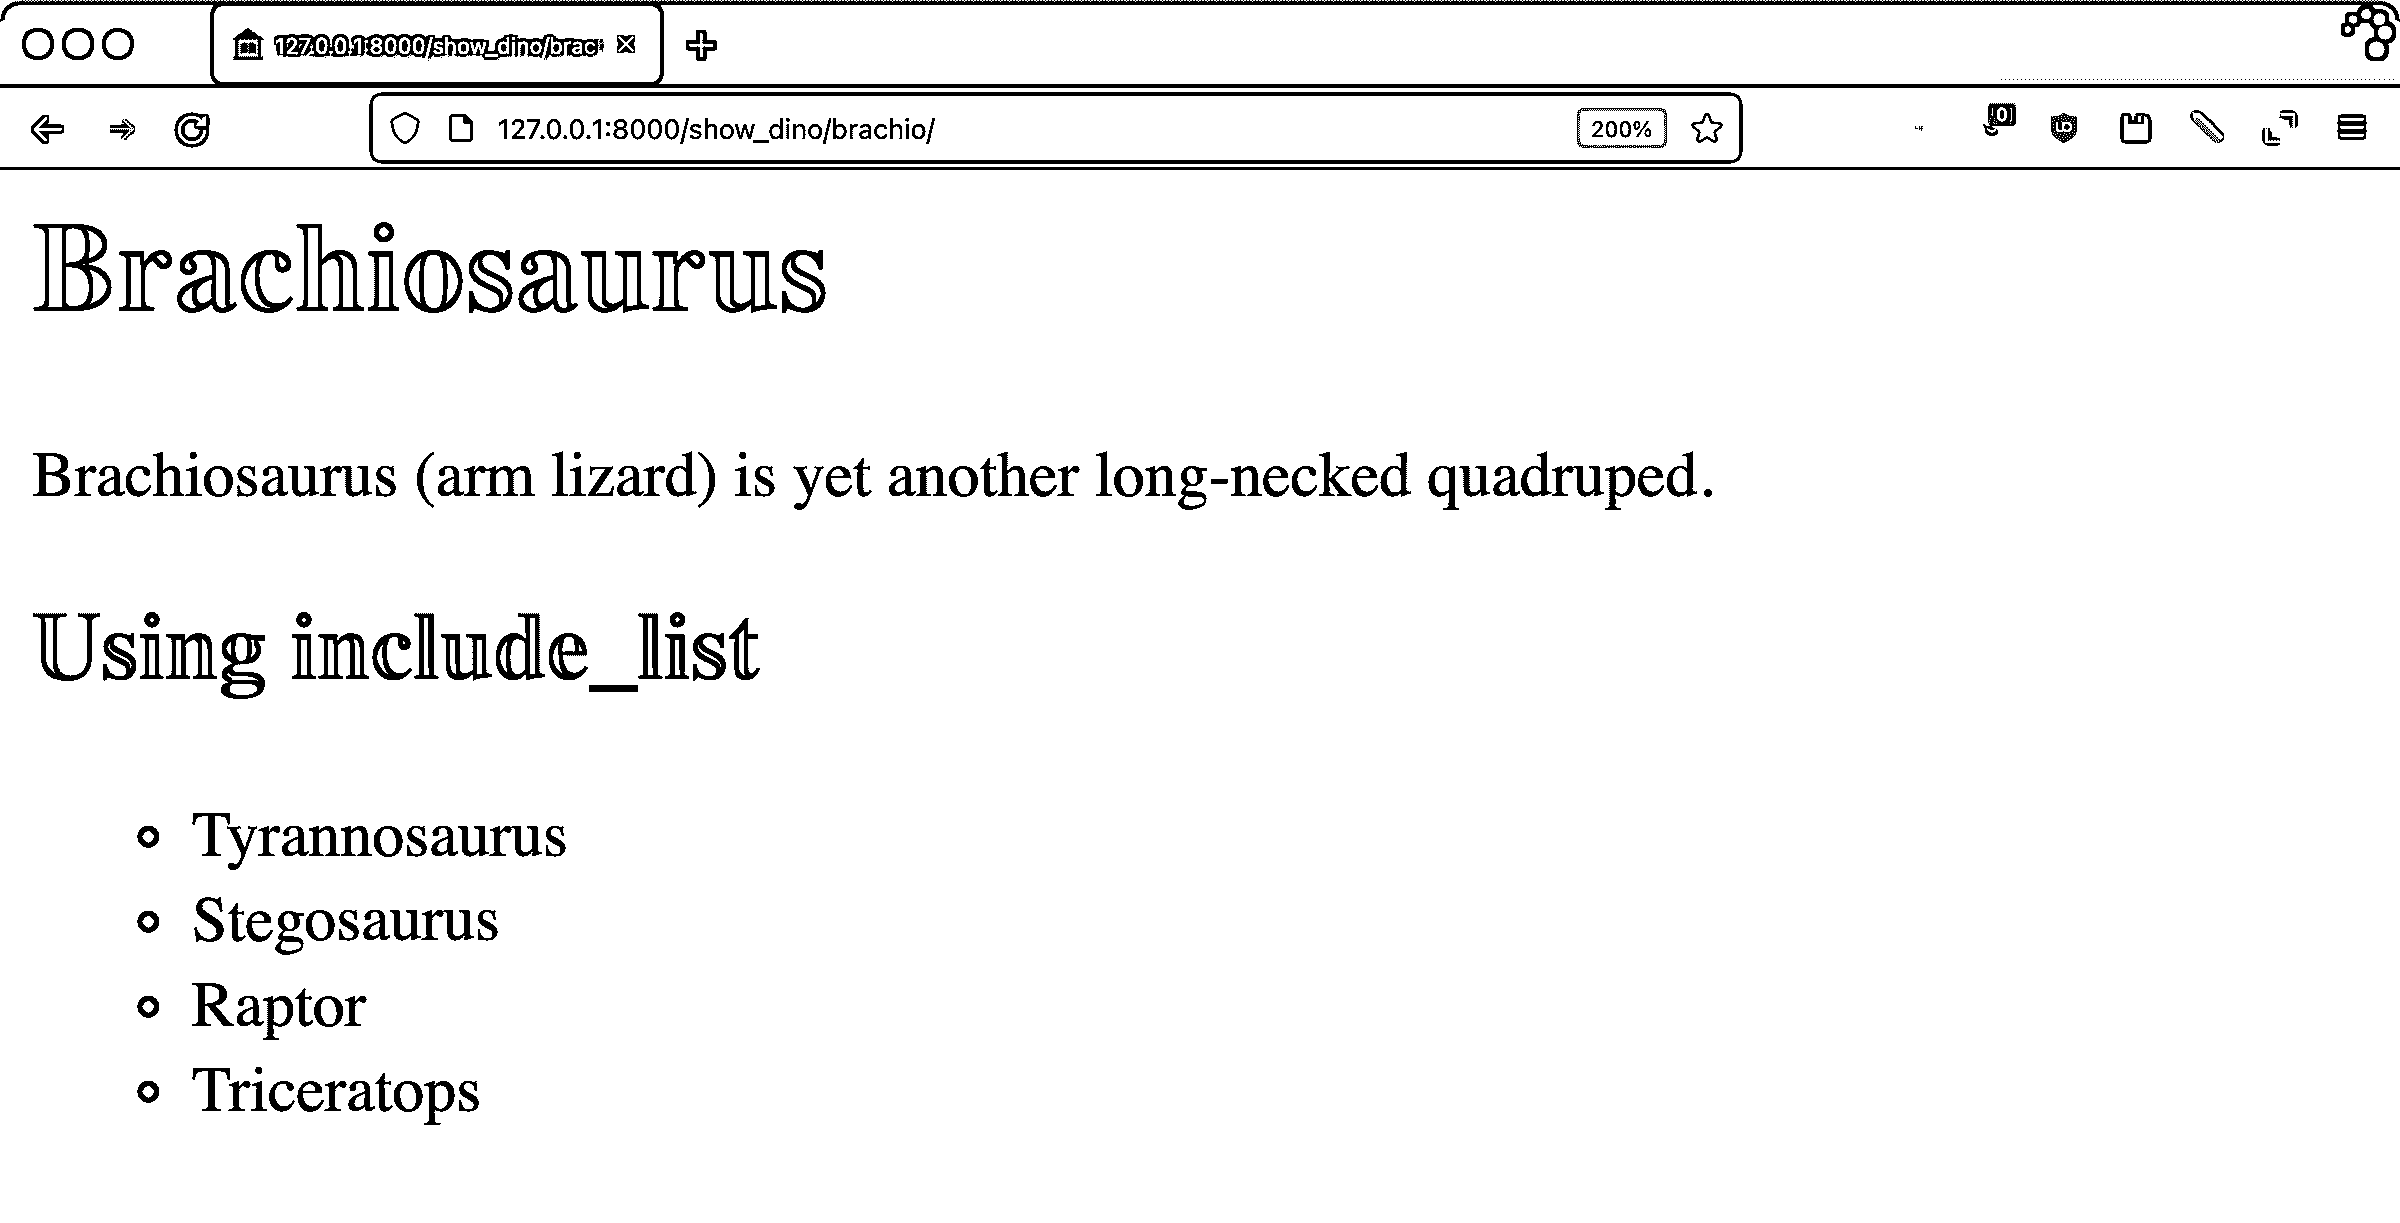 127.0.0.1:8000/show_dino/brac
127.0.0.1:8000/show_dino/brachio/
200%
Brachiosaurus
Brachiosaurus (arm lizard) is yet another long-necked quadruped.
Using include_list
Tyrannosaurus
Stegosaurus
Raptor
Triceratops